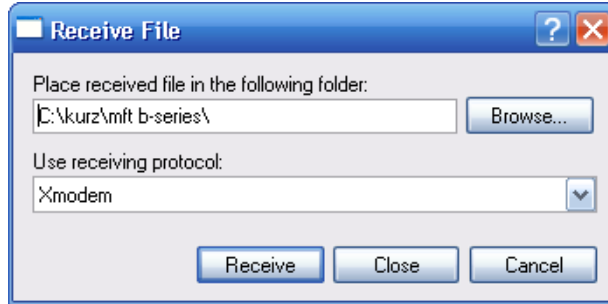 Receive File
Place received file in the following folder:
C:\kurz\mft b-series\
Browse...
Use receiving protocol:
Xmodem
Receive Close Cancel